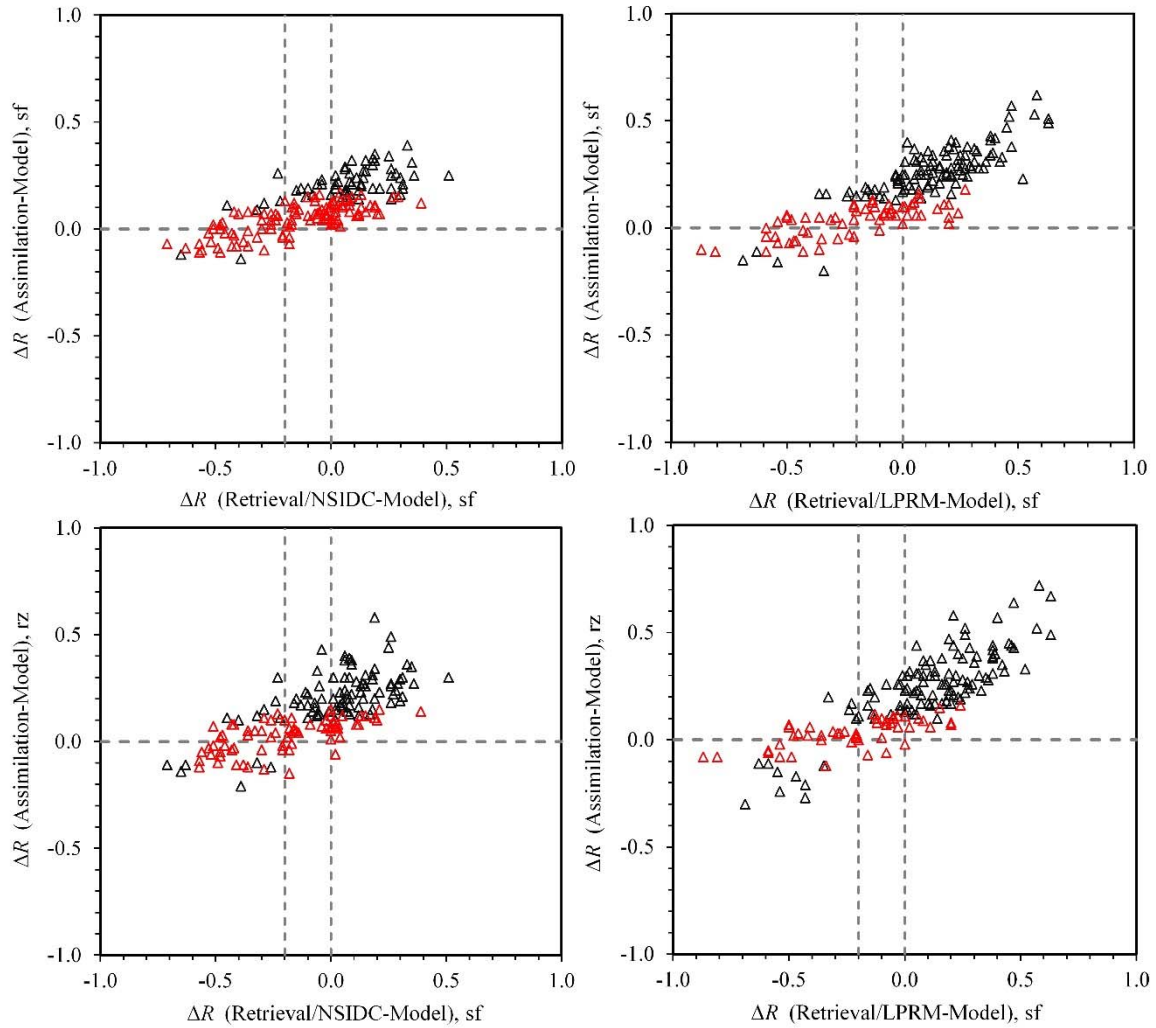 1.0
0.5
0.0
-0.5
-1.0
ΔR (Assimilation-Model), sf
-1.0 -0.5 0.0 0.5 1.0
ΔR (Retrieval/NSIDC-Model), sf
1.0
0.5
0.0
-0.5
-1.0
ΔR (Assimilation-Model), sf
-1.0 -0.5 0.0 0.5 1.0
ΔR (Retrieval/LPRM-Model), sf
1.0
0.5
0.0
-0.5
-1.0
ΔR (Assimilation-Model), rz
-1.0 -0.5 0.0 0.5 1.0
ΔR (Retrieval/NSIDC-Model), sf
1.0
0.5
0.0
-0.5
-1.0
ΔR (Assimilation-Model), rz
-1.0 -0.5 0.0 0.5 1.0
ΔR (Retrieval/LPRM-Model), sf